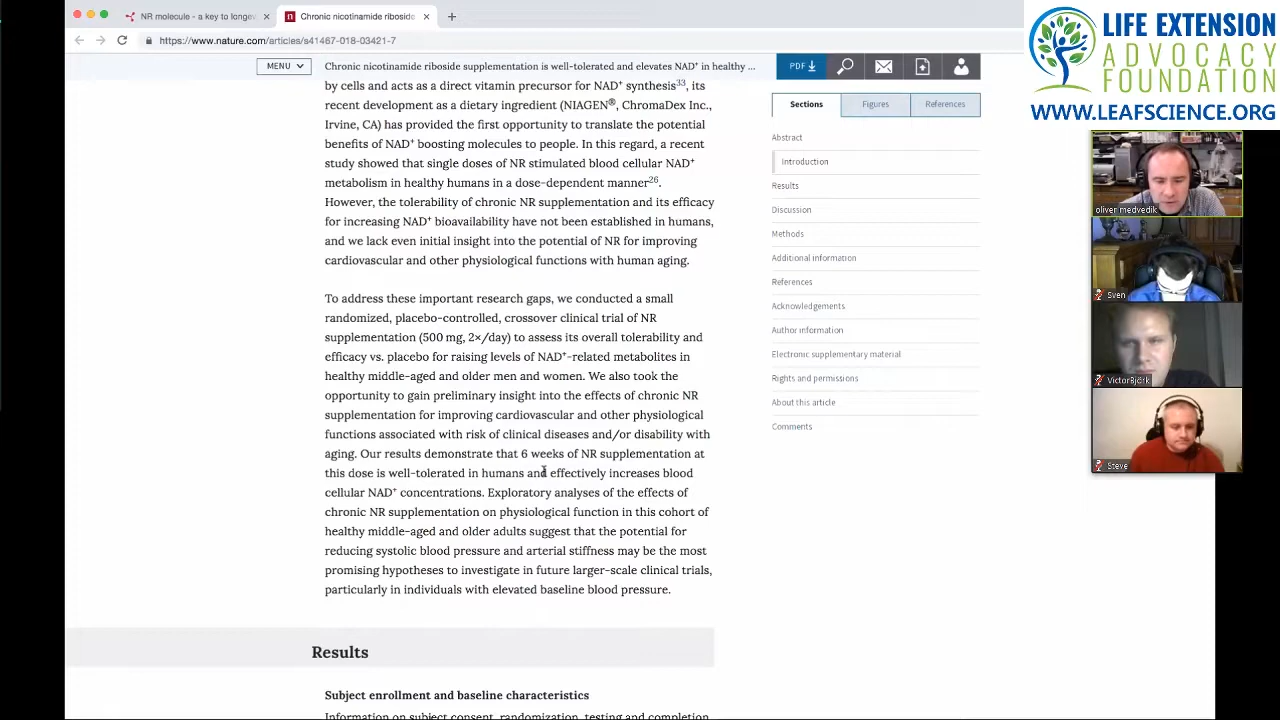 NR molecule - a key to longe
Chronic nicotinamide riboside
https://www.nature.com/articles/s41467-018-03421-7
LIFE EXTENSION
ADVOCACY
FOUNDATION
WWW.LEAFSCIENCE.ORG
MENU
Chronic nicotinamide riboside supplementation is well-tolerated and elevates NAD⁺ in healthy ...
PDF
by cells and acts as a direct vitamin precursor for NAD⁺ synthesis³³, its
recent development as a dietary ingredient (NIAGEN®, ChromaDex Inc.,
Irvine, CA) has provided the first opportunity to translate the potential
benefits of NAD⁺ boosting molecules to people. In this regard, a recent
study showed that single doses of NR stimulated blood cellular NAD⁺
metabolism in healthy humans in a dose-dependent manner²⁶.
However, the tolerability of chronic NR supplementation and its efficacy
for increasing NAD⁺ bioavailability have not been established in humans,
and we lack even initial insight into the potential of NR for improving
cardiovascular and other physiological functions with human aging.
To address these important research gaps, we conducted a small
randomized, placebo-controlled, crossover clinical trial of NR
supplementation (500 mg, 2×/day) to assess its overall tolerability and
efficacy vs. placebo for raising levels of NAD⁺-related metabolites in
healthy middle-aged and older men and women. We also took the
opportunity to gain preliminary insight into the effects of chronic NR
supplementation for improving cardiovascular and other physiological
functions associated with risk of clinical diseases and/or disability with
aging. Our results demonstrate that 6 weeks of NR supplementation at
this dose is well-tolerated in humans and effectively increases blood
cellular NAD⁺ concentrations. Exploratory analyses of the effects of
chronic NR supplementation on physiological function in this cohort of
healthy middle-aged and older adults suggest that the potential for
reducing systolic blood pressure and arterial stiffness may be the most
promising hypotheses to investigate in future larger-scale clinical trials,
particularly in individuals with elevated baseline blood pressure.
Results
Subject enrollment and baseline characteristics
Information on subject consent, randomization, testing and completion
Sections
Figures
References
Abstract
Introduction
Results
Discussion
Methods
Additional information
References
Acknowledgements
Author information
Electronic supplementary material
Rights and permissions
About this article
Comments
oliver medvedik
Sven
VictorBjörk
Steve